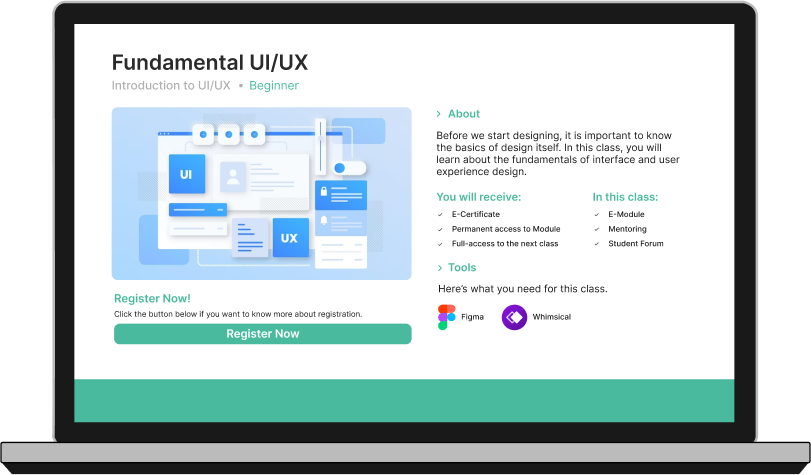 Fundamental UI/UX
Introduction to UI/UX • Beginner
UI
UX
Register Now!
Click the button below if you want to know more about registration.
Register Now
About
Before we start designing, it is important to know
the basics of design itself. In this class, you will
learn about the fundamentals of interface and user
experience design.
You will receive:
E-Certificate
Permanent access to Module
Full-access to the next class
In this class:
E-Module
Mentoring
Student Forum
Tools
Here’s what you need for this class.
Figma
Whimsical